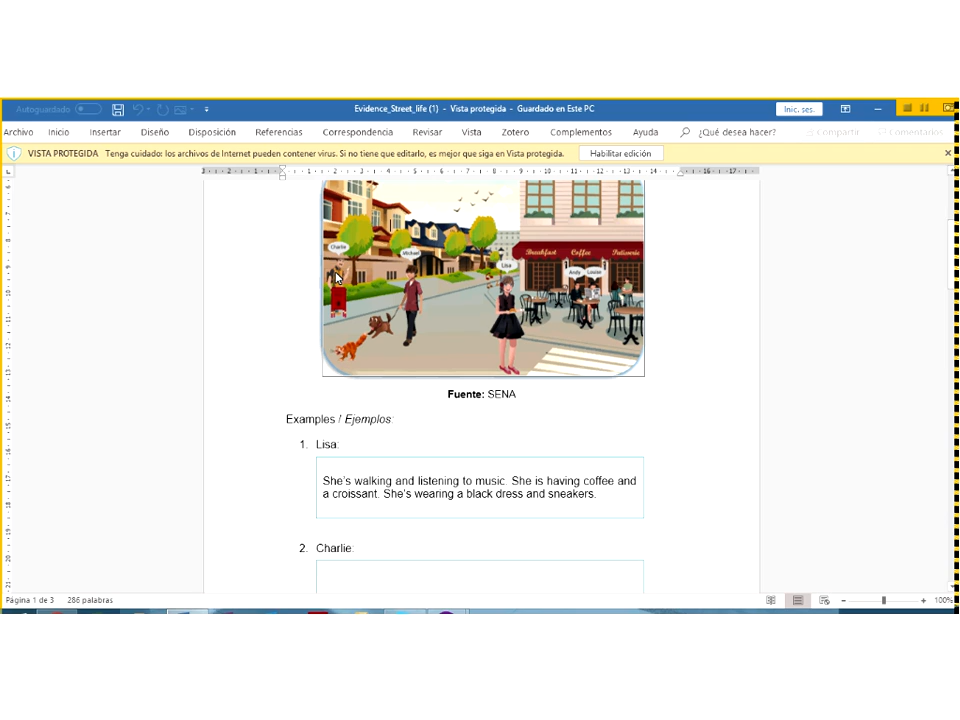 Autoguardado
Evidence_Street_life (1) - Vista protegida - Guardado en Este PC
Inic. ses.
Archivo Inicio Insertar Diseño Disposición Referencias Correspondencia Revisar Vista Zotero Complementos Ayuda ¿Qué desea hacer? Compartir Comentarios
VISTA PROTEGIDA Tenga cuidado: los archivos de Internet pueden contener virus. Si no tiene que editarlo, es mejor que siga en Vista protegida. Habilitar edición
Charlie
Michael
Lisa
Andy Louise
Breakfast Coffee Patisserie
Fuente: SENA
Examples / Ejemplos:
1. Lisa:
She's walking and listening to music. She is having coffee and
a croissant. She's wearing a black dress and sneakers.
2. Charlie:
Página 1 de 3 286 palabras
100%